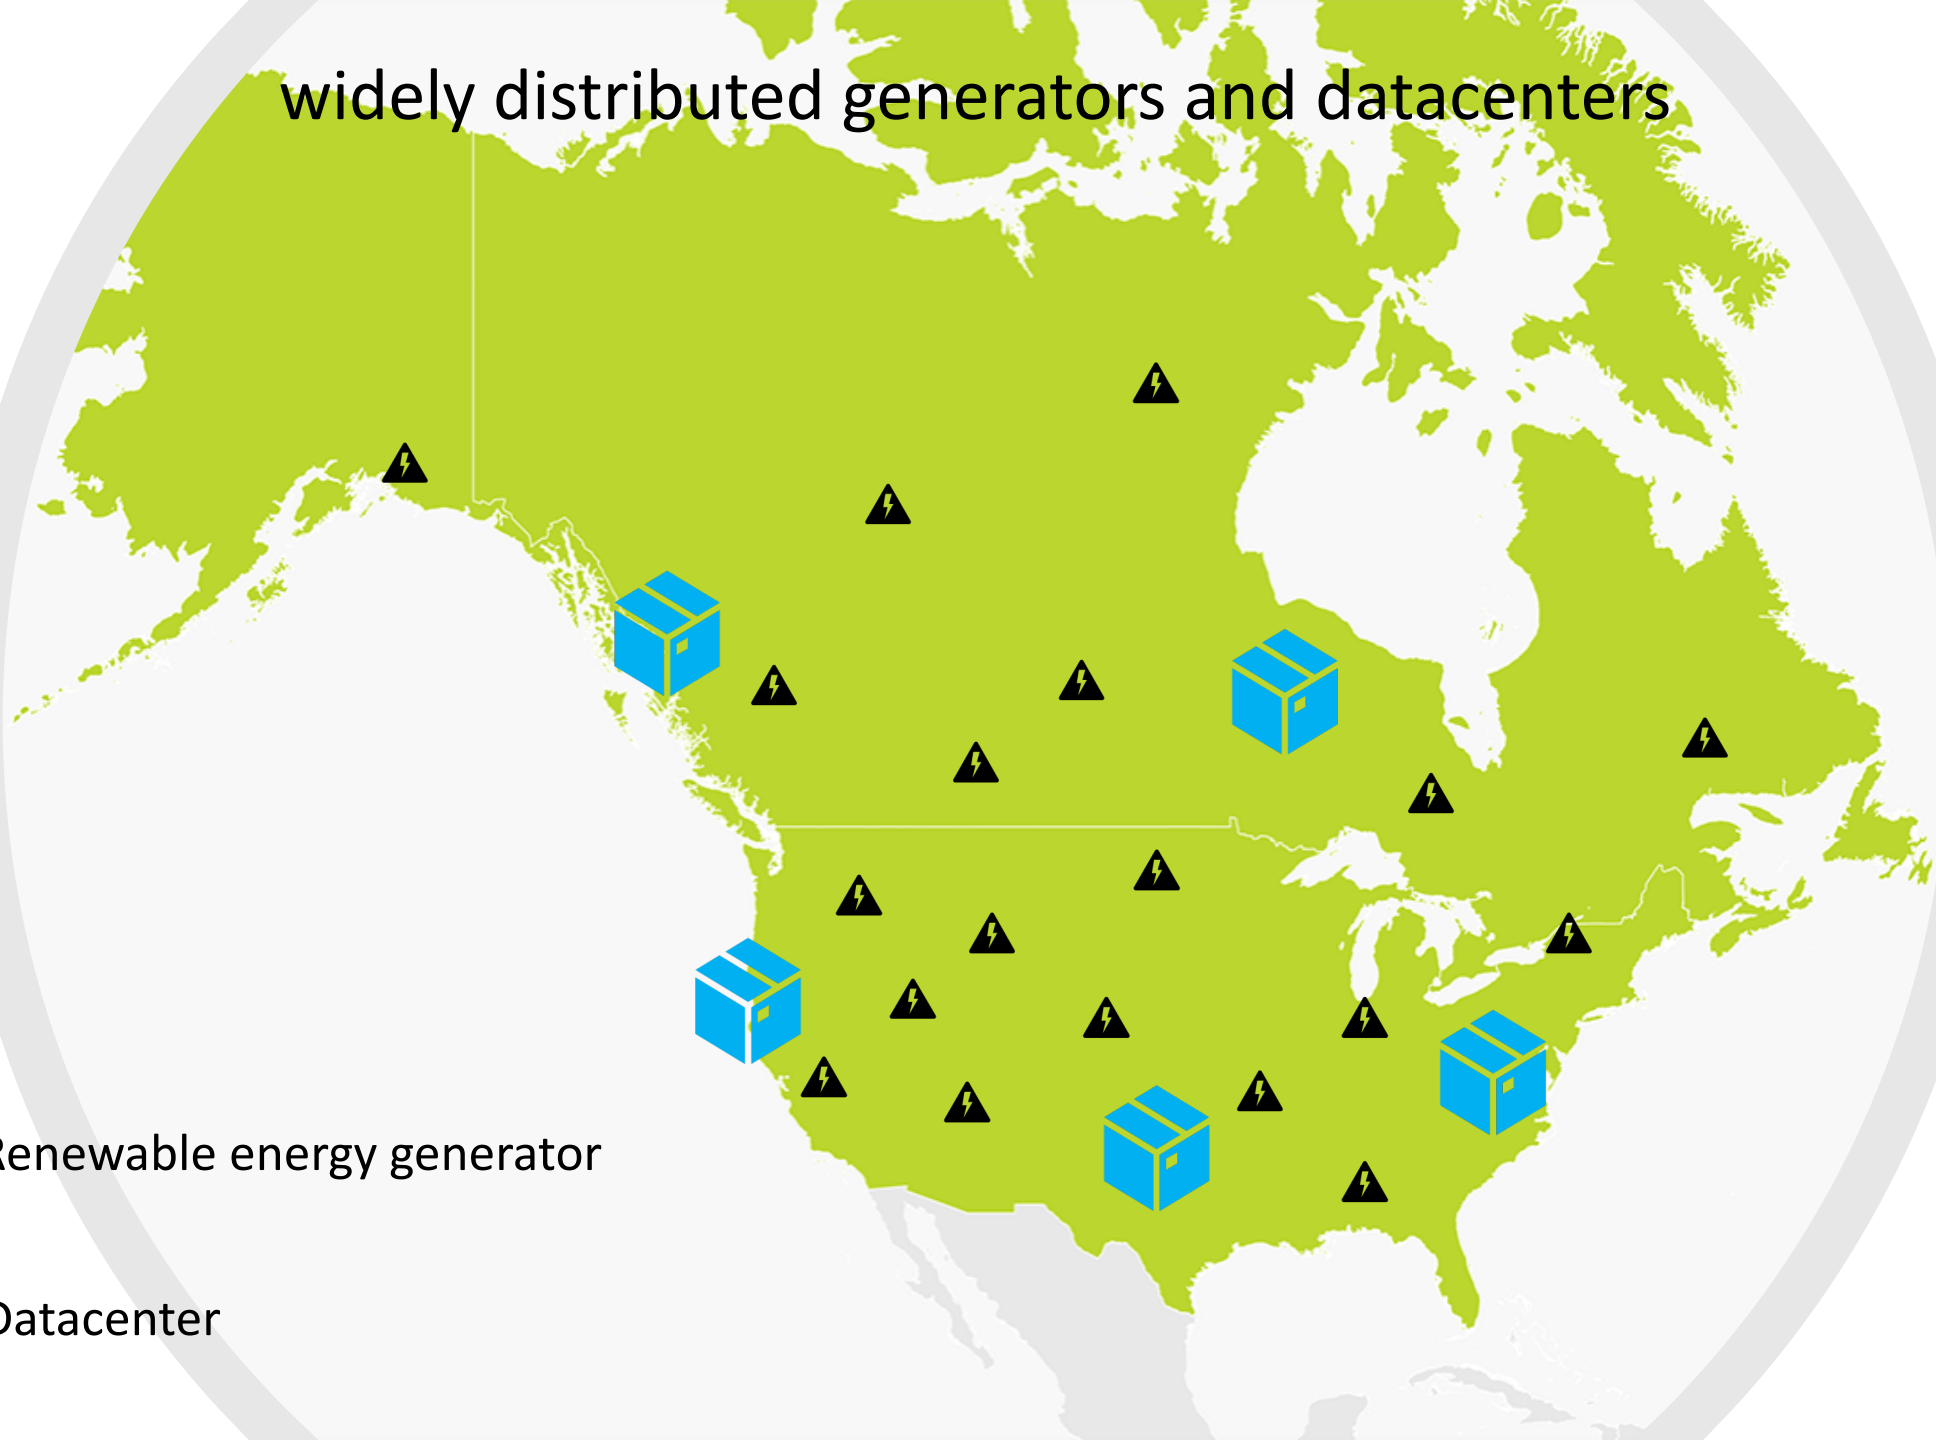 widely distributed generators and datacenters
Renewable energy generator
Datacenter